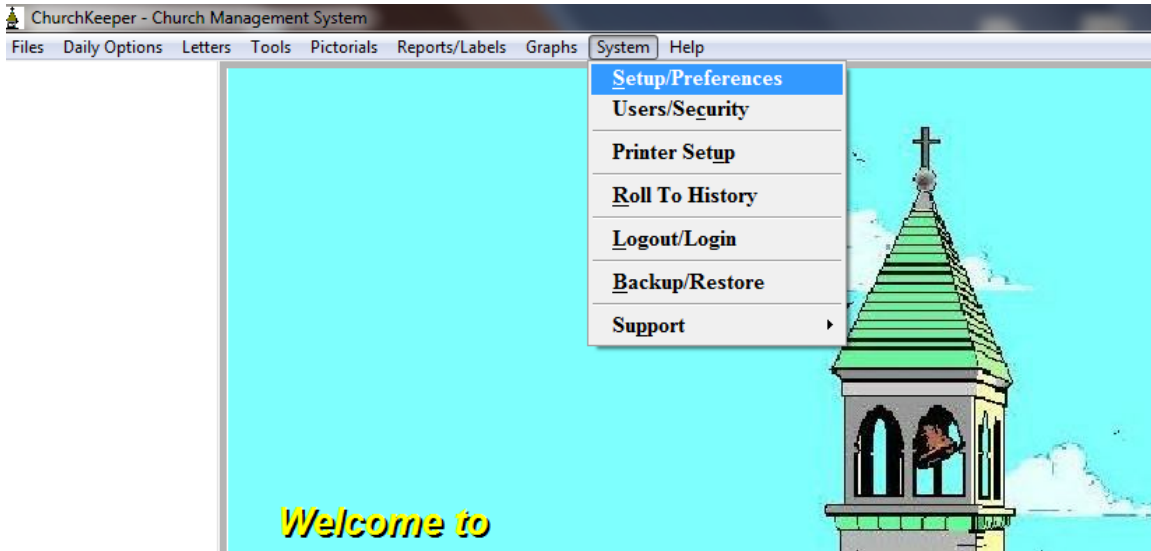 ChurchKeeper - Church Management System
Files Daily Options Letters Tools Pictorials Reports/Labels Graphs System Help
Setup/Preferences
Users/Security
Printer Setup
Roll To History
Logout/Login
Backup/Restore
Support
Welcome to